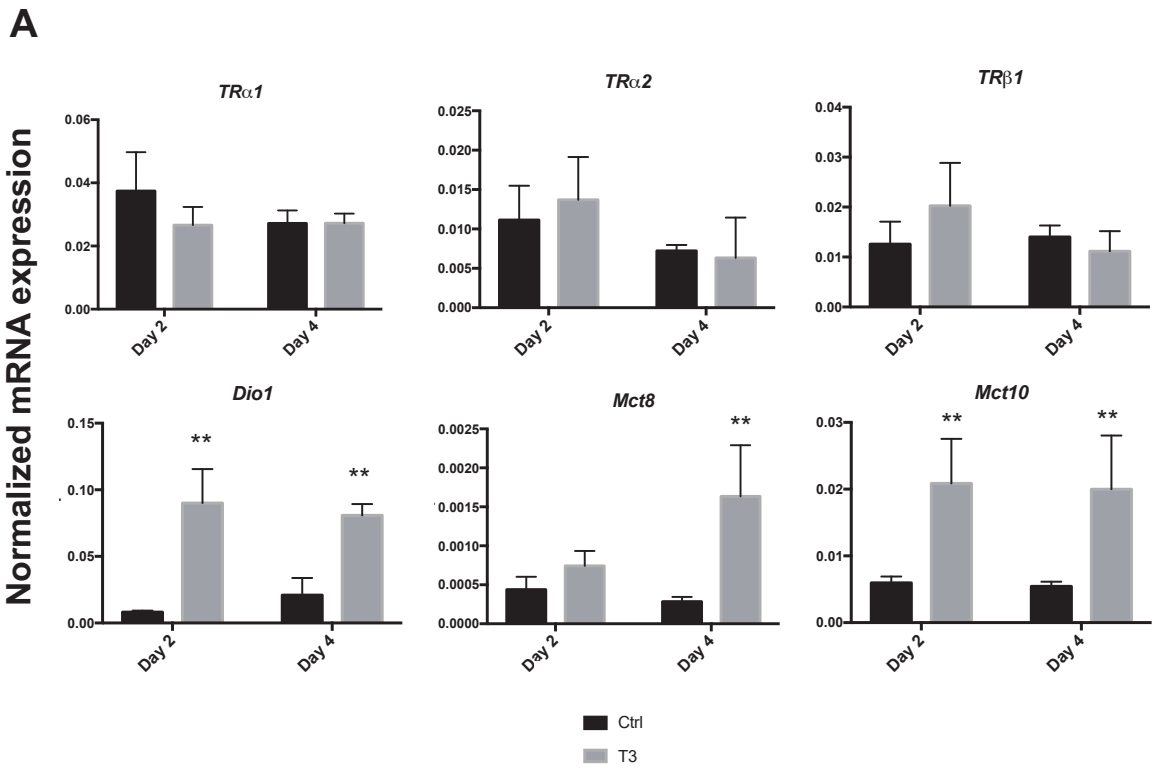 A
Normalized mRNA expression
TRα1
0.06
0.04
0.02
0.00
Day 2
Day 4
TRα2
0.025
0.020
0.015
0.010
0.005
0.000
Day 2
Day 4
TRβ1
0.04
0.03
0.02
0.01
0.00
Day 2
Day 4
Dio1
0.15
0.10
0.05
0.00
**
**
Day 2
Day 4
Mct8
0.0025
0.0020
0.0015
0.0010
0.0005
0.0000
**
Day 2
Day 4
Mct10
0.03
0.02
0.01
0.00
**
**
Day 2
Day 4
Ctrl
T3